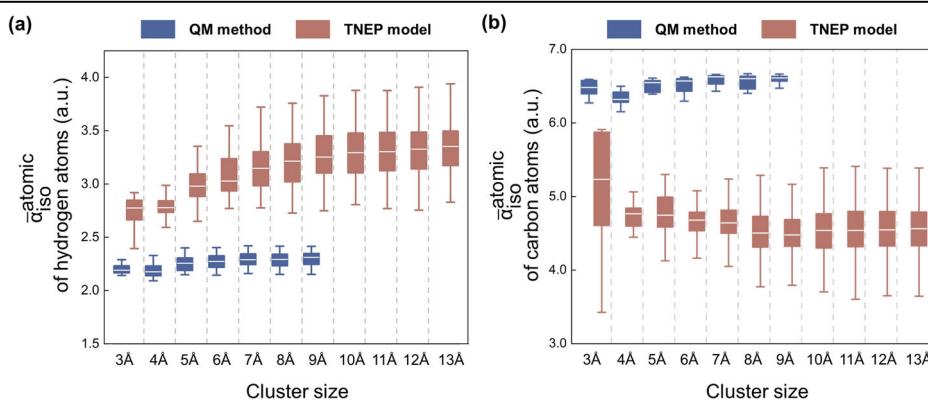 (a)
QM method TNEP model
ᾱ atomic iso
of hydrogen atoms (a.u.)
4.0
3.5
3.0
2.5
2.0
1.5
3Å 4Å 5Å 6Å 7Å 8Å 9Å 10Å 11Å 12Å 13Å
Cluster size
(b)
QM method TNEP model
ᾱ atomic iso
of carbon atoms (a.u.)
7.0
6.0
5.0
4.0
3.0
3Å 4Å 5Å 6Å 7Å 8Å 9Å 10Å 11Å 12Å 13Å
Cluster size